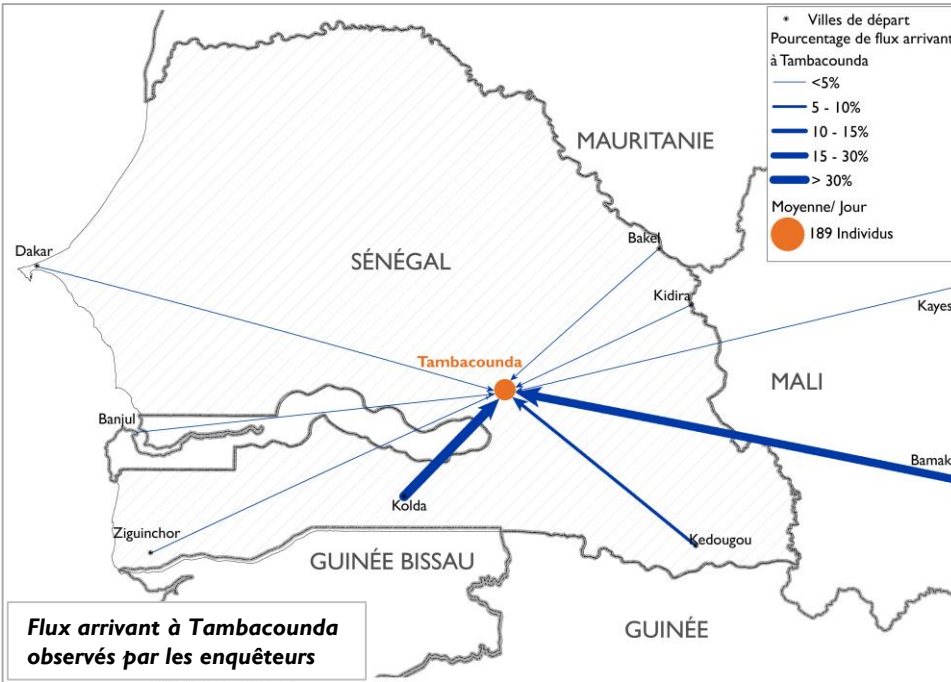 Villes de départ
Pourcentage de flux arrivant
à Tambacounda
<5%
5 - 10%
10 - 15%
15 - 30%
> 30%
Moyenne/ Jour
189 Individus
MAURITANIE
Bakel
Dakar
SÉNÉGAL
Kidira
Kayes
Tambacounda
MALI
Banjul
Bamak
Kolda
Ziguinchor
Kedougou
GUINÉE BISSAU
GUINÉE
Flux arrivant à Tambacounda
observés par les enquêteurs